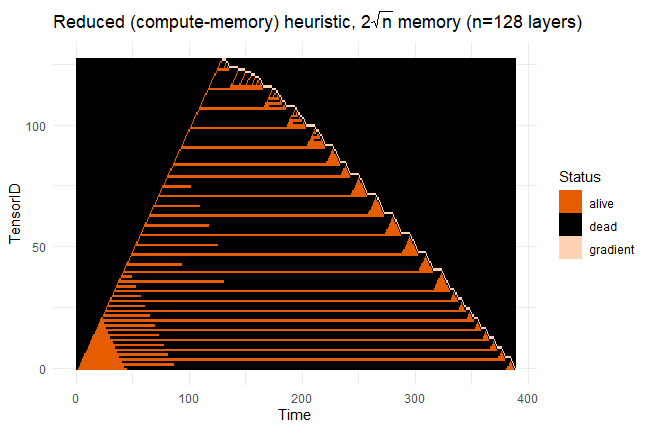 Reduced (compute-memory) heuristic, 2√n memory (n=128 layers)
TensorID
100
50
0
0
100
200
300
400
Time
Status
alive
dead
gradient